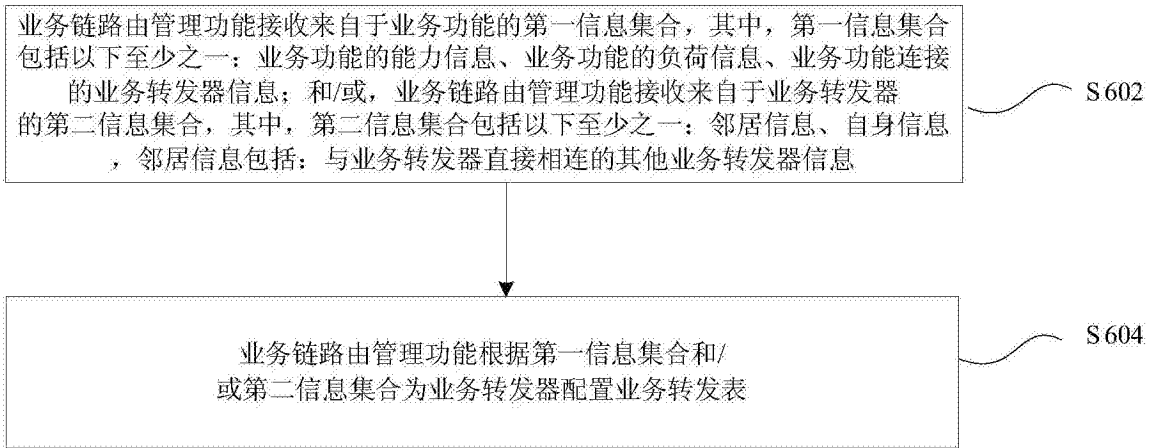 业务链路由管理功能接收来自于业务功能的第一信息集合，其中，第一信息集合
包括以下至少之一：业务功能的能力信息、业务功能的负荷信息、业务功能连接
的业务转发器信息；和/或，业务链路由管理功能接收来自于业务转发器
的第二信息集合，其中，第二信息集合包括以下至少之一：邻居信息、自身信息
，邻居信息包括：与业务转发器直接相连的其他业务转发器信息
S602
业务链路由管理功能根据第一信息集合和/
或第二信息集合为业务转发器配置业务转发表
S604